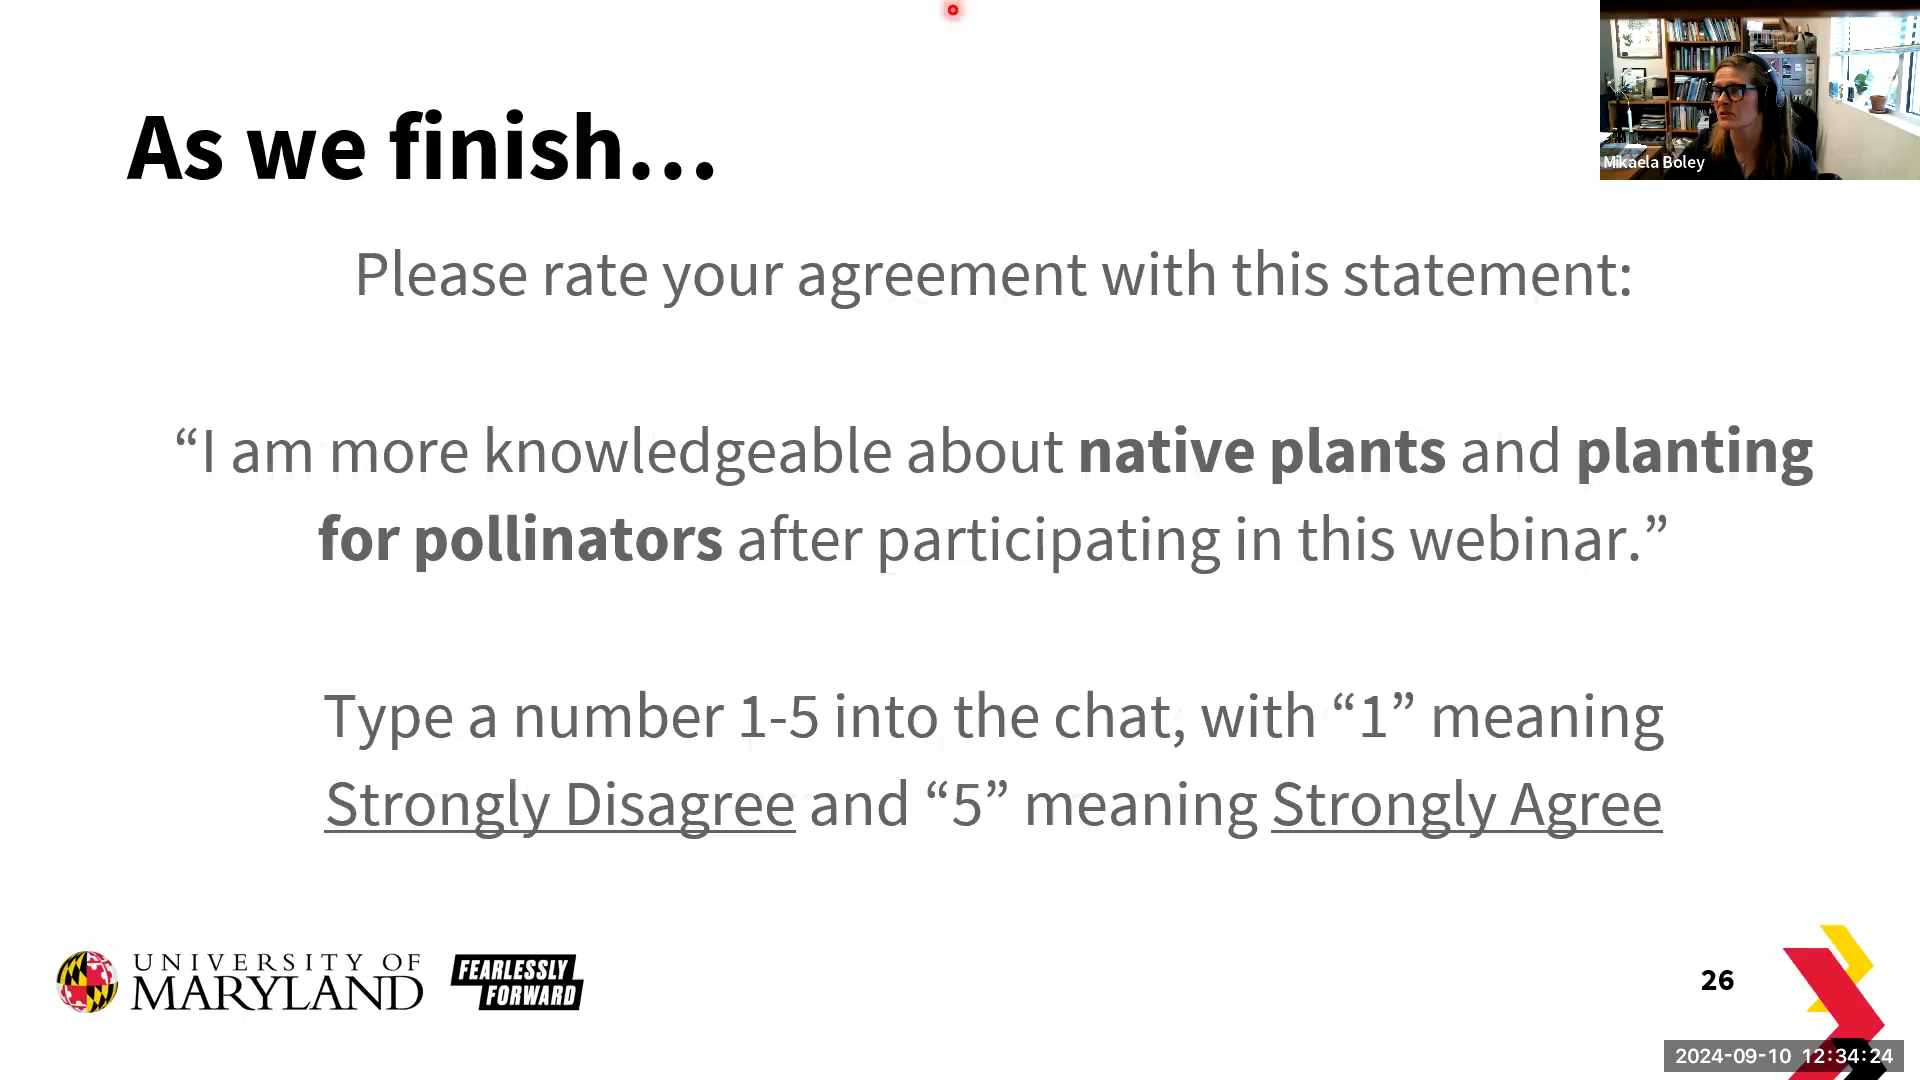 As we finish…
Mikaela Boley
Please rate your agreement with this statement:
“I am more knowledgeable about native plants and planting
for pollinators after participating in this webinar.”
Type a number 1-5 into the chat, with “1” meaning
Strongly Disagree and “5” meaning Strongly Agree
UNIVERSITY OF
MARYLAND
FEARLESSLY
FORWARD
26
2024-09-10 12:34:24